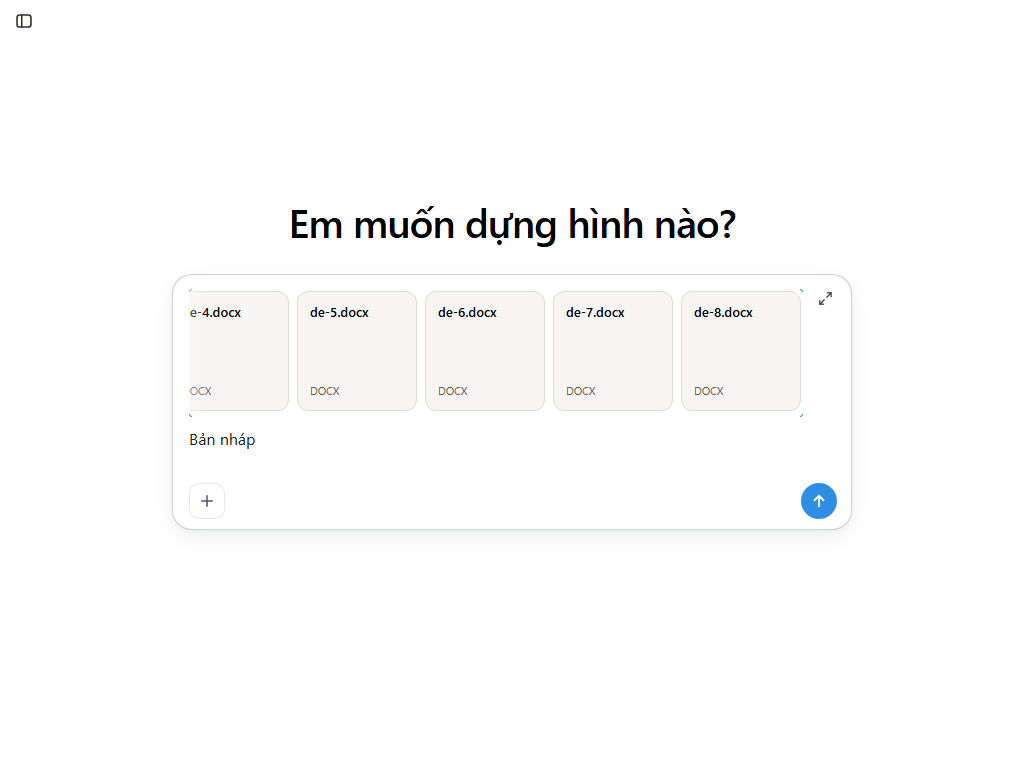 Em muốn dựng hình nào?
e-4.docx
de-5.docx
de-6.docx
de-7.docx
de-8.docx
OCX
DOCX
DOCX
DOCX
DOCX
Bản nháp